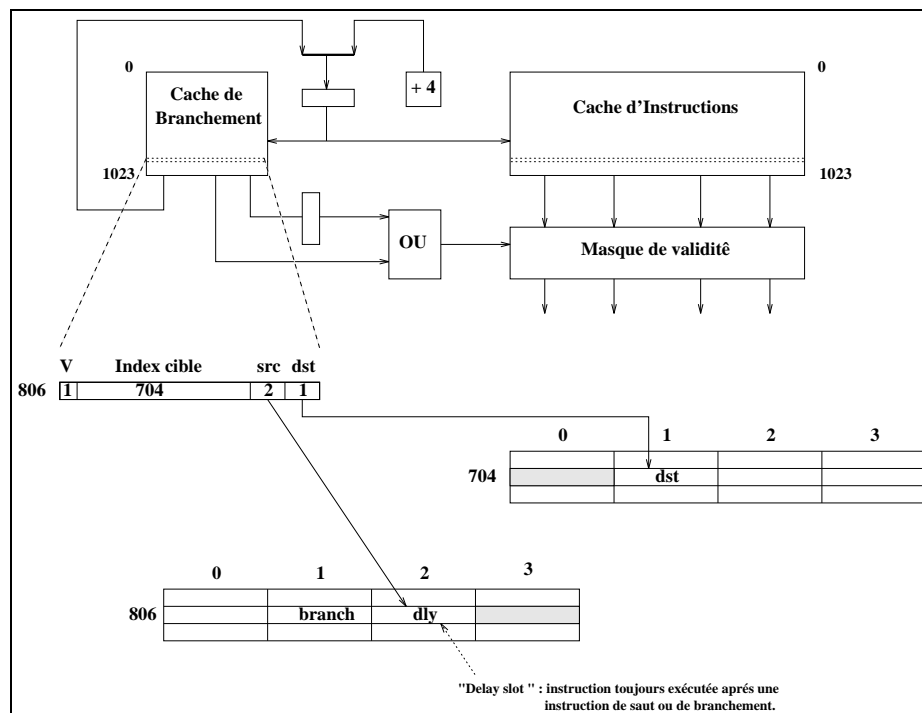 0
0
+ 4
Cache de
Branchement
Cache d'Instructions
1023
1023
OU
Masque de validitê
V Index cible src dst
806 1 704 2 1
0 1 2 3
704 dst
0 1 2 3
806 branch dly
"Delay slot " : instruction toujours exécutée aprés une
instruction de saut ou de branchement.